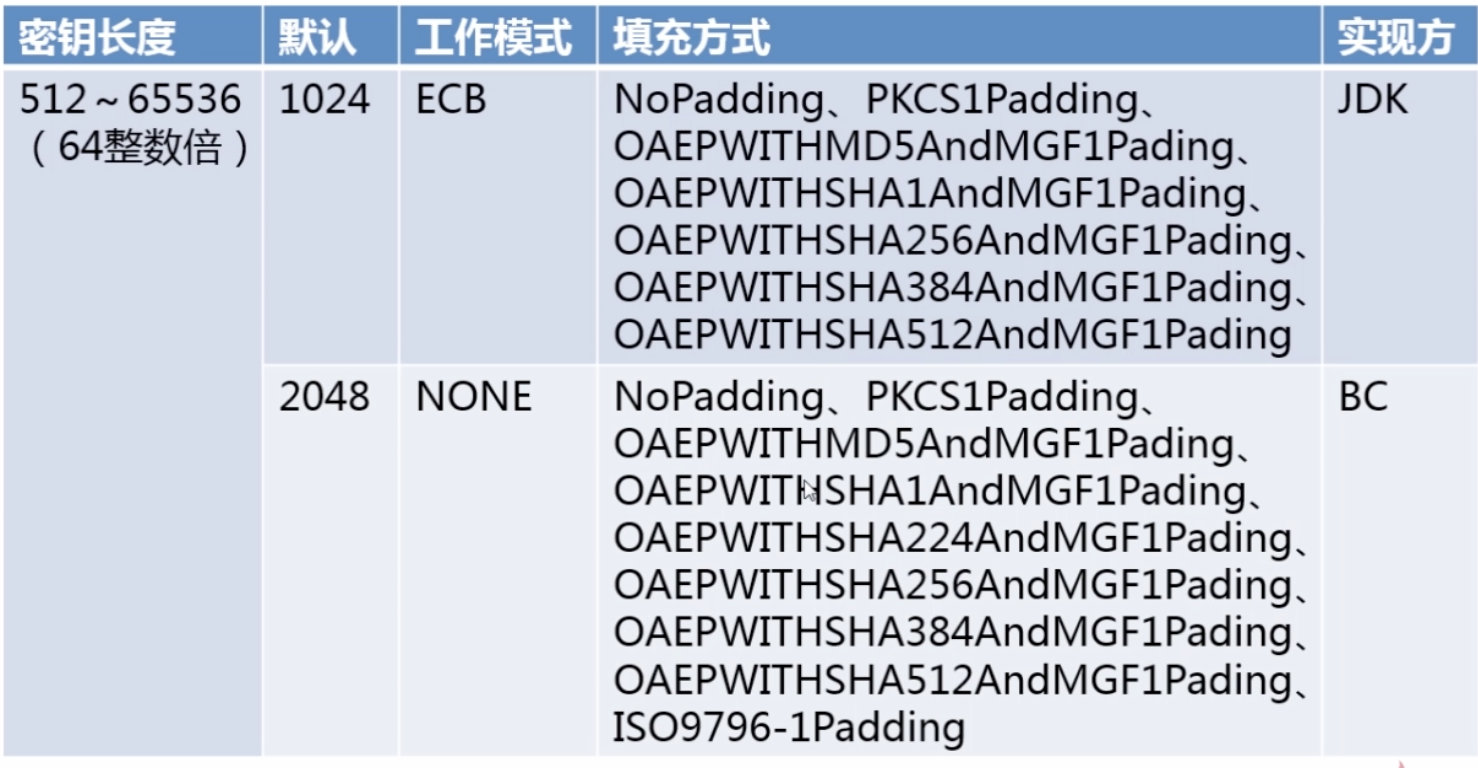 密钥长度 默认 工作模式 填充方式 实现方
512～65536 1024 ECB NoPadding、PKCS1Padding、 JDK
（64整数倍） OAEPWITHMD5AndMGF1Pading、
OAEPWITHSHA1AndMGF1Pading、
OAEPWITHSHA256AndMGF1Pading、
OAEPWITHSHA384AndMGF1Pading、
OAEPWITHSHA512AndMGF1Pading
2048 NONE NoPadding、PKCS1Padding、 BC
OAEPWITHMD5AndMGF1Pading、
OAEPWITHSHA1AndMGF1Pading、
OAEPWITHSHA224AndMGF1Pading、
OAEPWITHSHA256AndMGF1Pading、
OAEPWITHSHA384AndMGF1Pading、
OAEPWITHSHA512AndMGF1Pading、
ISO9796-1Padding